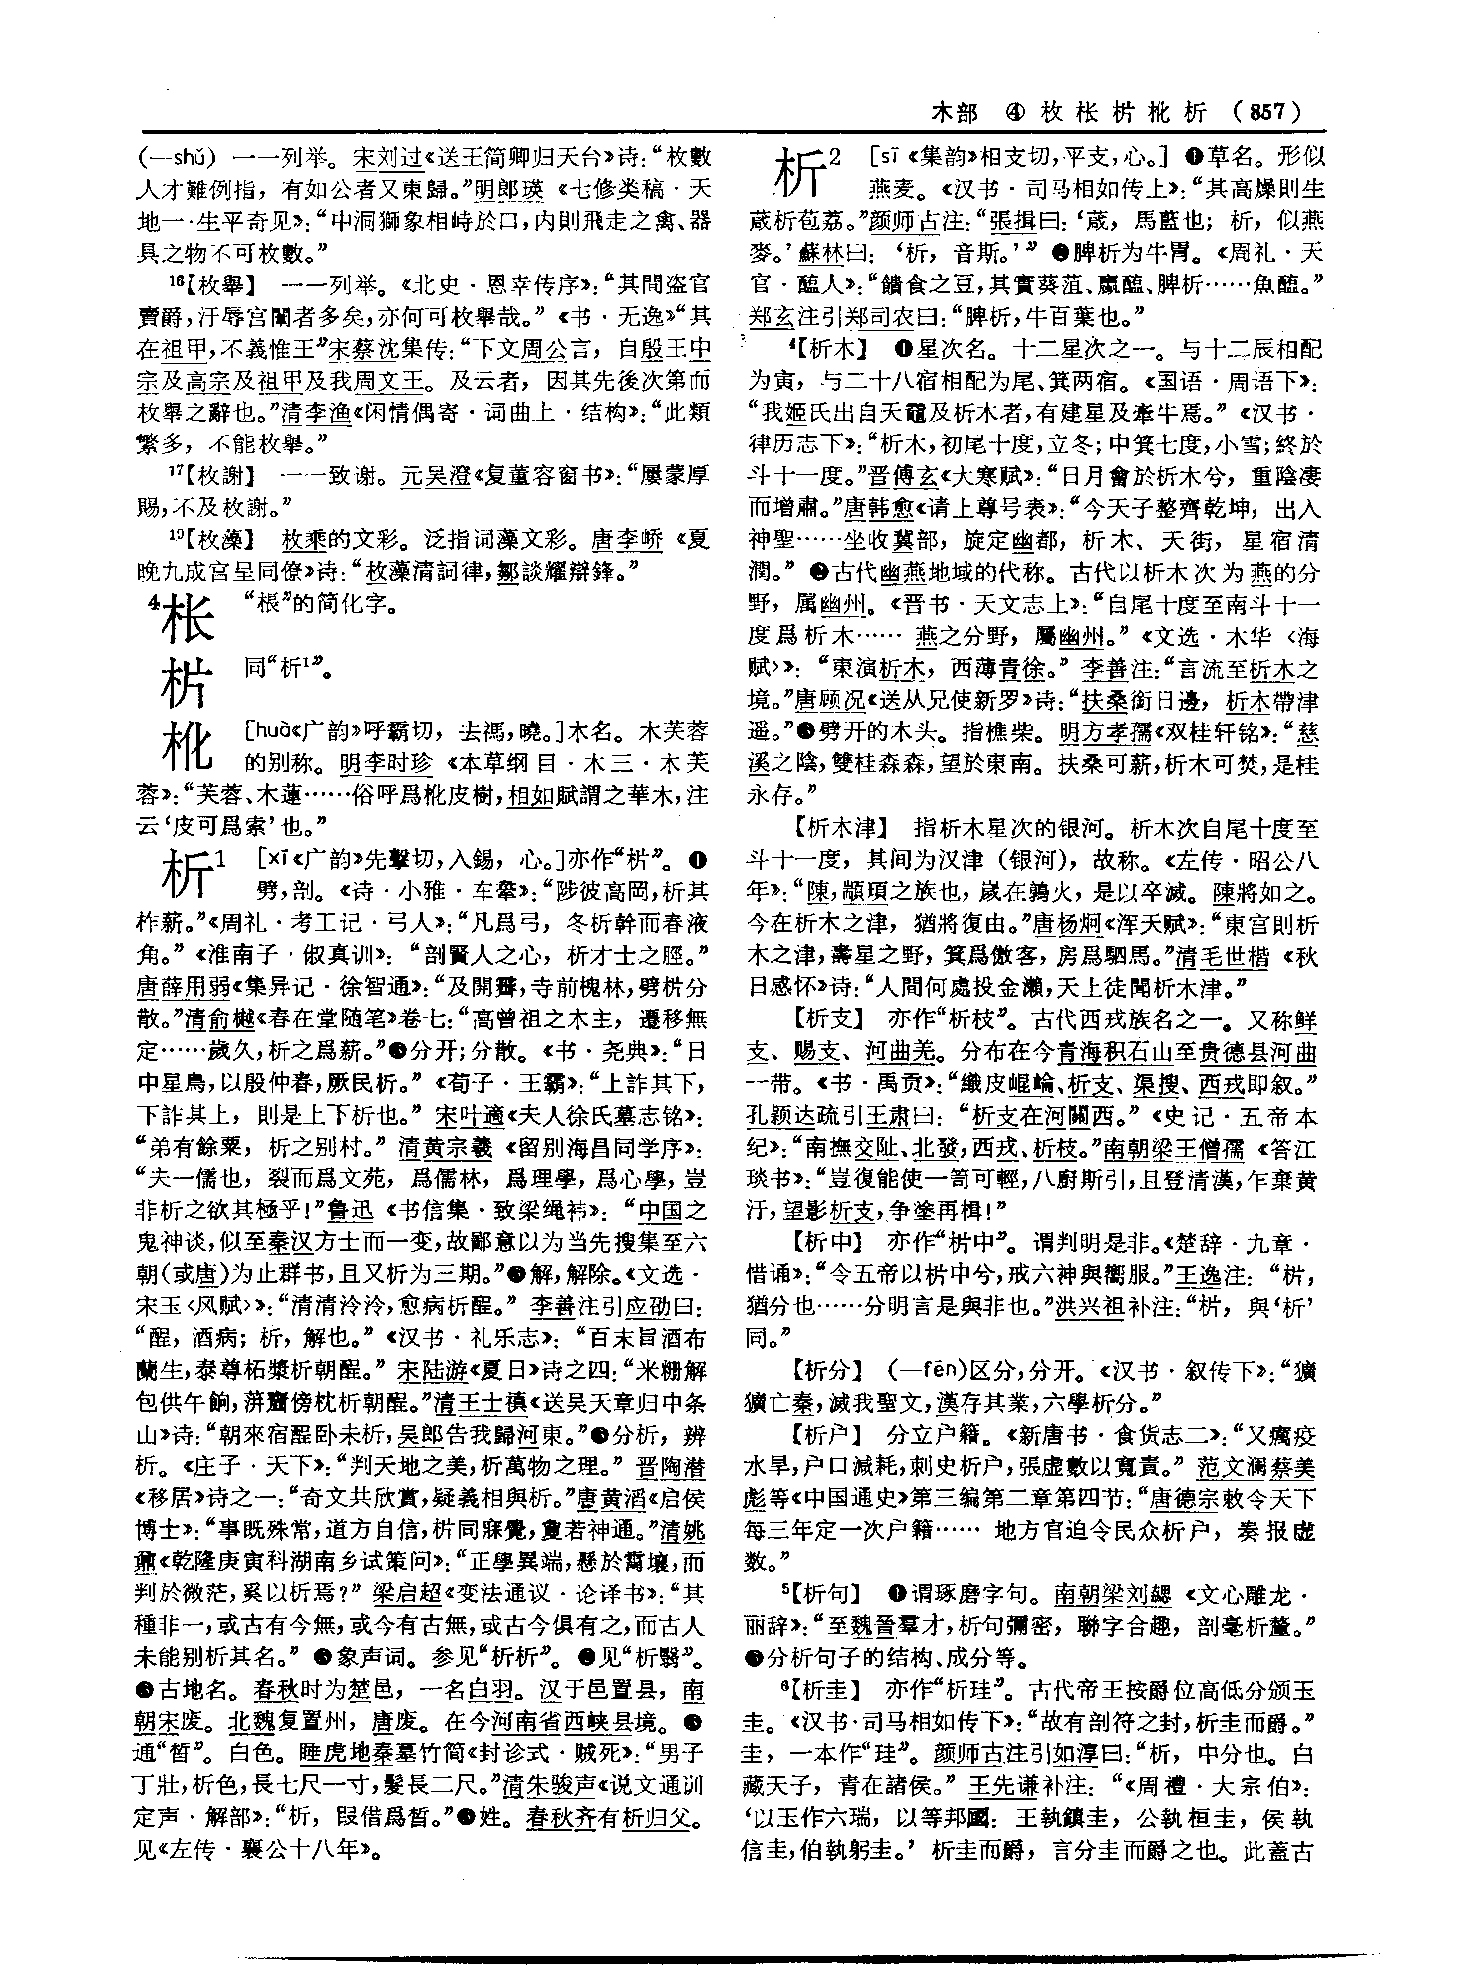 木部 ④ 枚枨㭊杹析 (857)
(—shǔ) 一一列举。宋刘过《送王简卿归天台》诗：“枚數
人才難例指，有如公者又東歸。”明郎瑛《七修类稿·天
地一·生平奇见》：“中洞獅象相峙於口，内則飛走之禽、器
具之物不可枚數。”
16【枚舉】 一一列举。《北史·恩幸传序》：“其間盗官
賣爵，汙辱宫闈者多矣，亦何可枚舉哉。”《书·无逸》“其
在祖甲，不義惟王”宋蔡沈集传：“下文周公言，自殷王中
宗及高宗及祖甲及我周文王。及云者，因其先後次第而
枚舉之辭也。”清李渔《闲情偶寄·词曲上·结构》：“此類
繁多，不能枚舉。”
17【枚謝】 一一致谢。元吴澄《复董容窗书》：“屢蒙厚
賜，不及枚謝。”
19【枚藻】 枚乘的文彩。泛指词藻文彩。唐李峤《夏
晚九成宫呈同僚》诗：“枚藻清詞律，鄒談耀辯鋒。”
4枨 “棖”的简化字。
㭊 同“析1”。
杹 [huà《广韵》呼霸切，去禡，曉。]木名。木芙蓉
的别称。明李时珍《本草纲目·木三·木芙
蓉》：“芙蓉、木蓮……俗呼爲杹皮樹，相如賦謂之華木，注
云‘皮可爲索’也。”
析1 [xī《广韵》先擊切，入錫，心。]亦作“㭊”。❶
劈，剖。《诗·小雅·车舝》：“陟彼高岡，析其
柞薪。”《周礼·考工记·弓人》：“凡爲弓，冬析幹而春液
角。”《淮南子·俶真训》：“剖賢人之心，析才士之脛。”
唐薛用弱《集异记·徐智通》：“及開霽，寺前槐林，劈㭊分
散。”清俞樾《春在堂随笔》卷七：“高曾祖之木主，遷移無
定……歲久，析之爲薪。”❷分开；分散。《书·尧典》：“日
中星鳥，以殷仲春，厥民析。”《荀子·王霸》：“上詐其下，
下詐其上，則是上下析也。”宋叶適《夫人徐氏墓志铭》：
“弟有餘粟，析之别村。”清黄宗羲《留别海昌同学序》：
“夫一儒也，裂而爲文苑，爲儒林，爲理學，爲心學，豈
非析之欲其極乎！”鲁迅《书信集·致梁绳袆》：“中国之
鬼神谈，似至秦汉方士而一变，故鄙意以为当先搜集至六
朝(或唐)为止群书，且又析为三期。”❸解，解除。《文选·
宋玉〈风赋〉》：“清清泠泠，愈病析酲。”李善注引应劭曰：
“酲，酒病；析，解也。”《汉书·礼乐志》：“百末旨酒布
蘭生，泰尊柘漿析朝酲。”宋陆游《夏日》诗之四：“米栅解
包供午餉，蓱虀傍枕析朝酲。”清王士禛《送吴天章归中条
山》诗：“朝來宿酲卧未析，吴郎告我歸河東。”❹分析，辨
析。《庄子·天下》：“判天地之美，析萬物之理。”晋陶潜
《移居》诗之一：“奇文共欣賞，疑義相與析。”唐黄滔《启侯
博士》：“事既殊常，道方自信，㭊同寐覺，敻若神通。”清姚
鼐《乾隆庚寅科湖南乡试策问》：“正學異端，懸於霄壤，而
判於微茫，奚以析焉？”梁启超《变法通议·论译书》：“其
種非一，或古有今無，或今有古無，或古今俱有之，而古人
未能别析其名。”❺象声词。参见“析析”。❻见“析翳”。
❼古地名。春秋时为楚邑，一名白羽。汉于邑置县，南
朝宋废。北魏复置州，唐废。在今河南省西峡县境。❽
通“晳”。白色。睡虎地秦墓竹简《封诊式·贼死》：“男子
丁壯，析色，長七尺一寸，髮長二尺。”清朱骏声《说文通训
定声·解部》：“析，叚借爲晳。”❾姓。春秋齐有析归父。
见《左传·襄公十八年》。
析2 [sī《集韵》相支切，平支，心。]❶草名。形似
燕麦。《汉书·司马相如传上》：“其高燥則生
葴析苞荔。”颜师古注：“張揖曰：‘葴，馬藍也；析，似燕
麥。’蘇林曰：‘析，音斯。’”❷脾析为牛胃。《周礼·天
官·醢人》：“饋食之豆，其實葵菹、蠃醢、脾析……魚醢。”
郑玄注引郑司农曰：“脾析，牛百葉也。”
4【析木】 ❶星次名。十二星次之一。与十二辰相配
为寅，与二十八宿相配为尾、箕两宿。《国语·周语下》：
“我姬氏出自天黿及析木者，有建星及牽牛焉。”《汉书·
律历志下》：“析木，初尾十度，立冬；中箕七度，小雪；終於
斗十一度。”晋傅玄《大寒赋》：“日月會於析木兮，重陰凄
而增肅。”唐韩愈《请上尊号表》：“今天子整齊乾坤，出入
神聖……坐收冀部，旋定幽都，析木、天街，星宿清
潤。”❷古代幽燕地域的代称。古代以析木次为燕的分
野，属幽州。《晋书·天文志上》：“自尾十度至南斗十一
度爲析木……燕之分野，屬幽州。”《文选·木华〈海
赋〉》：“東演析木，西薄青徐。”李善注：“言流至析木之
境。”唐顾况《送从兄使新罗》诗：“扶桑銜日邊，析木帶津
遥。”❸劈开的木头。指樵柴。明方孝孺《双桂轩铭》：“慈
溪之陰，雙桂森森，望於東南。扶桑可薪，析木可焚，是桂
永存。”
【析木津】 指析木星次的银河。析木次自尾十度至
斗十一度，其间为汉津（银河），故称。《左传·昭公八
年》：“陳，顓頊之族也，歲在鶉火，是以卒滅。陳將如之。
今在析木之津，猶將復由。”唐杨炯《浑天赋》：“東宫則析
木之津，壽星之野，箕爲傲客，房爲駟馬。”清毛世楷《秋
日感怀》诗：“人間何處投金瀨，天上徒聞析木津。”
【析支】 亦作“析枝”。古代西戎族名之一。又称鲜
支、赐支、河曲羌。分布在今青海积石山至贵德县河曲
一带。《书·禹贡》：“織皮崐崘、析支、渠搜、西戎即叙。”
孔颖达疏引王肃曰：“析支在河關西。”《史记·五帝本
纪》：“南撫交阯、北發，西戎、析枝。”南朝梁王僧孺《答江
琰书》：“豈復能使一笥可輕，八廚斯引，且登清漢，乍棄黄
汙，望影析支，争塗再楫！”
【析中】 亦作“㭊中”。谓判明是非。《楚辞·九章·
惜诵》：“令五帝以㭊中兮，戒六神與嚮服。”王逸注：“㭊，
猶分也……分明言是與非也。”洪兴祖补注：“㭊，與‘析’
同。”
【析分】 (—fēn)区分，分开。《汉书·叙传下》：“獷
獷亡秦，滅我聖文，漢存其業，六學析分。”
【析户】 分立户籍。《新唐书·食货志二》：“又癘疫
水旱，户口減耗，刺史析户，張虚數以寬責。”范文澜蔡美
彪等《中国通史》第三编第二章第四节：“唐德宗敕令天下
每三年定一次户籍……地方官迫令民众析户，奏报虚
数。”
5【析句】 ❶谓琢磨字句。南朝梁刘勰《文心雕龙·
丽辞》：“至魏晉羣才，析句彌密，聯字合趣，剖毫析釐。”
❷分析句子的结构、成分等。
6【析圭】 亦作“析珪”。古代帝王按爵位高低分颁玉
圭。《汉书·司马相如传下》：“故有剖符之封，析圭而爵。”
圭，一本作“珪”。颜师古注引如淳曰：“析，中分也。白
藏天子，青在諸侯。”王先谦补注：“《周禮·大宗伯》：
‘以玉作六瑞，以等邦國：王執鎮圭，公執桓圭，侯執
信圭，伯執躬圭。’析圭而爵，言分圭而爵之也。此蓋古